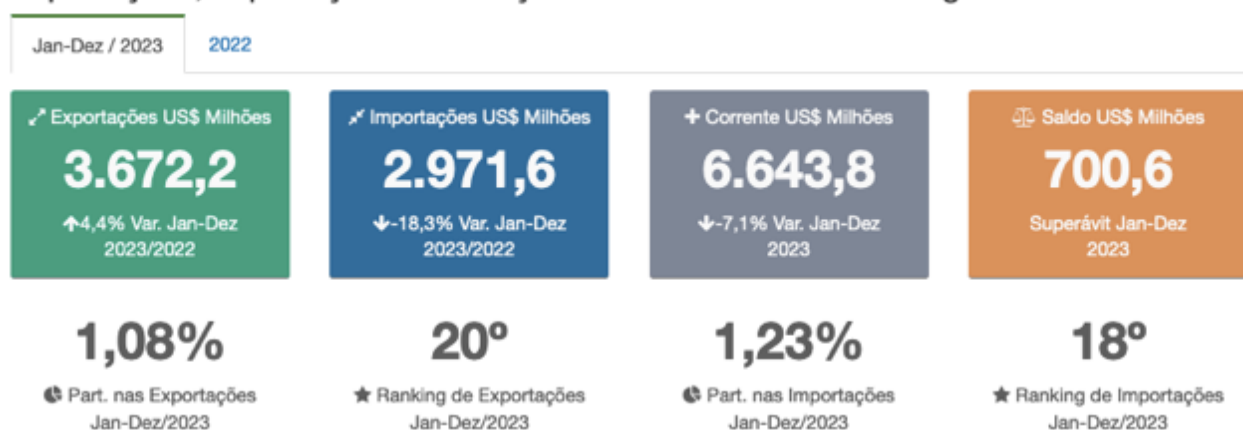 Jan-Dez / 2023
2022
Exportações US$ Milhões
3.672,2
4,4% Var. Jan-Dez
2023/2022
Importações US$ Milhões
2.971,6
-18,3% Var. Jan-Dez
2023/2022
+ Corrente US$ Milhões
6.643,8
-7,1% Var. Jan-Dez
2023
Saldo US$ Milhões
700,6
Superávit Jan-Dez
2023
1,08%
Part. nas Exportações
Jan-Dez/2023
20º
Ranking de Exportações
Jan-Dez/2023
1,23%
Part. nas Importações
Jan-Dez/2023
18º
Ranking de Importações
Jan-Dez/2023